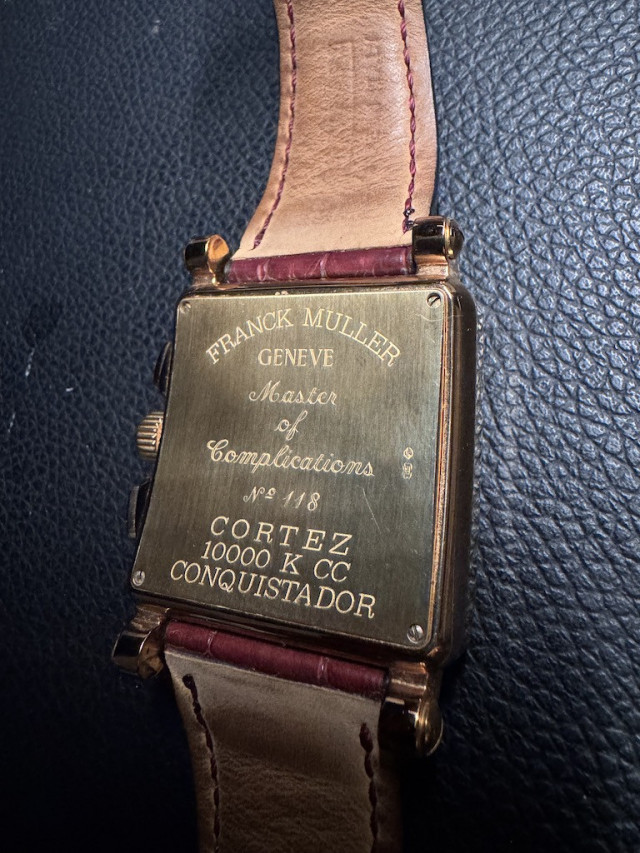 FRANCK MULLER
GENEVE
Master
of
Complications
Nº 118
CORTEZ
10000 K CC
CONQUISTADOR